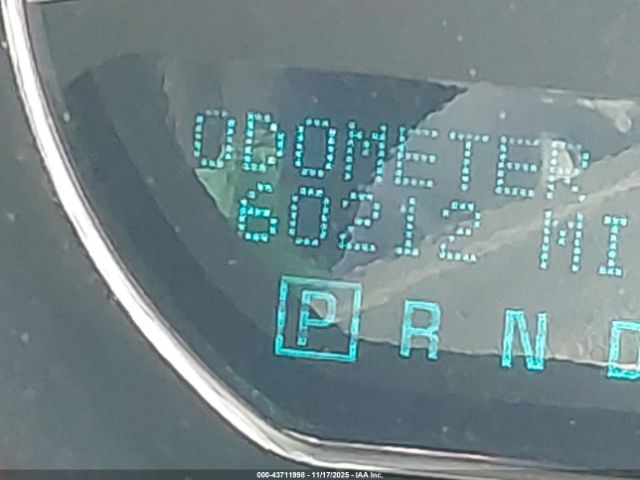 ODOMETER
60212 MI
P R N D
000-43711998 - 11/17/2025 - IAA Inc.